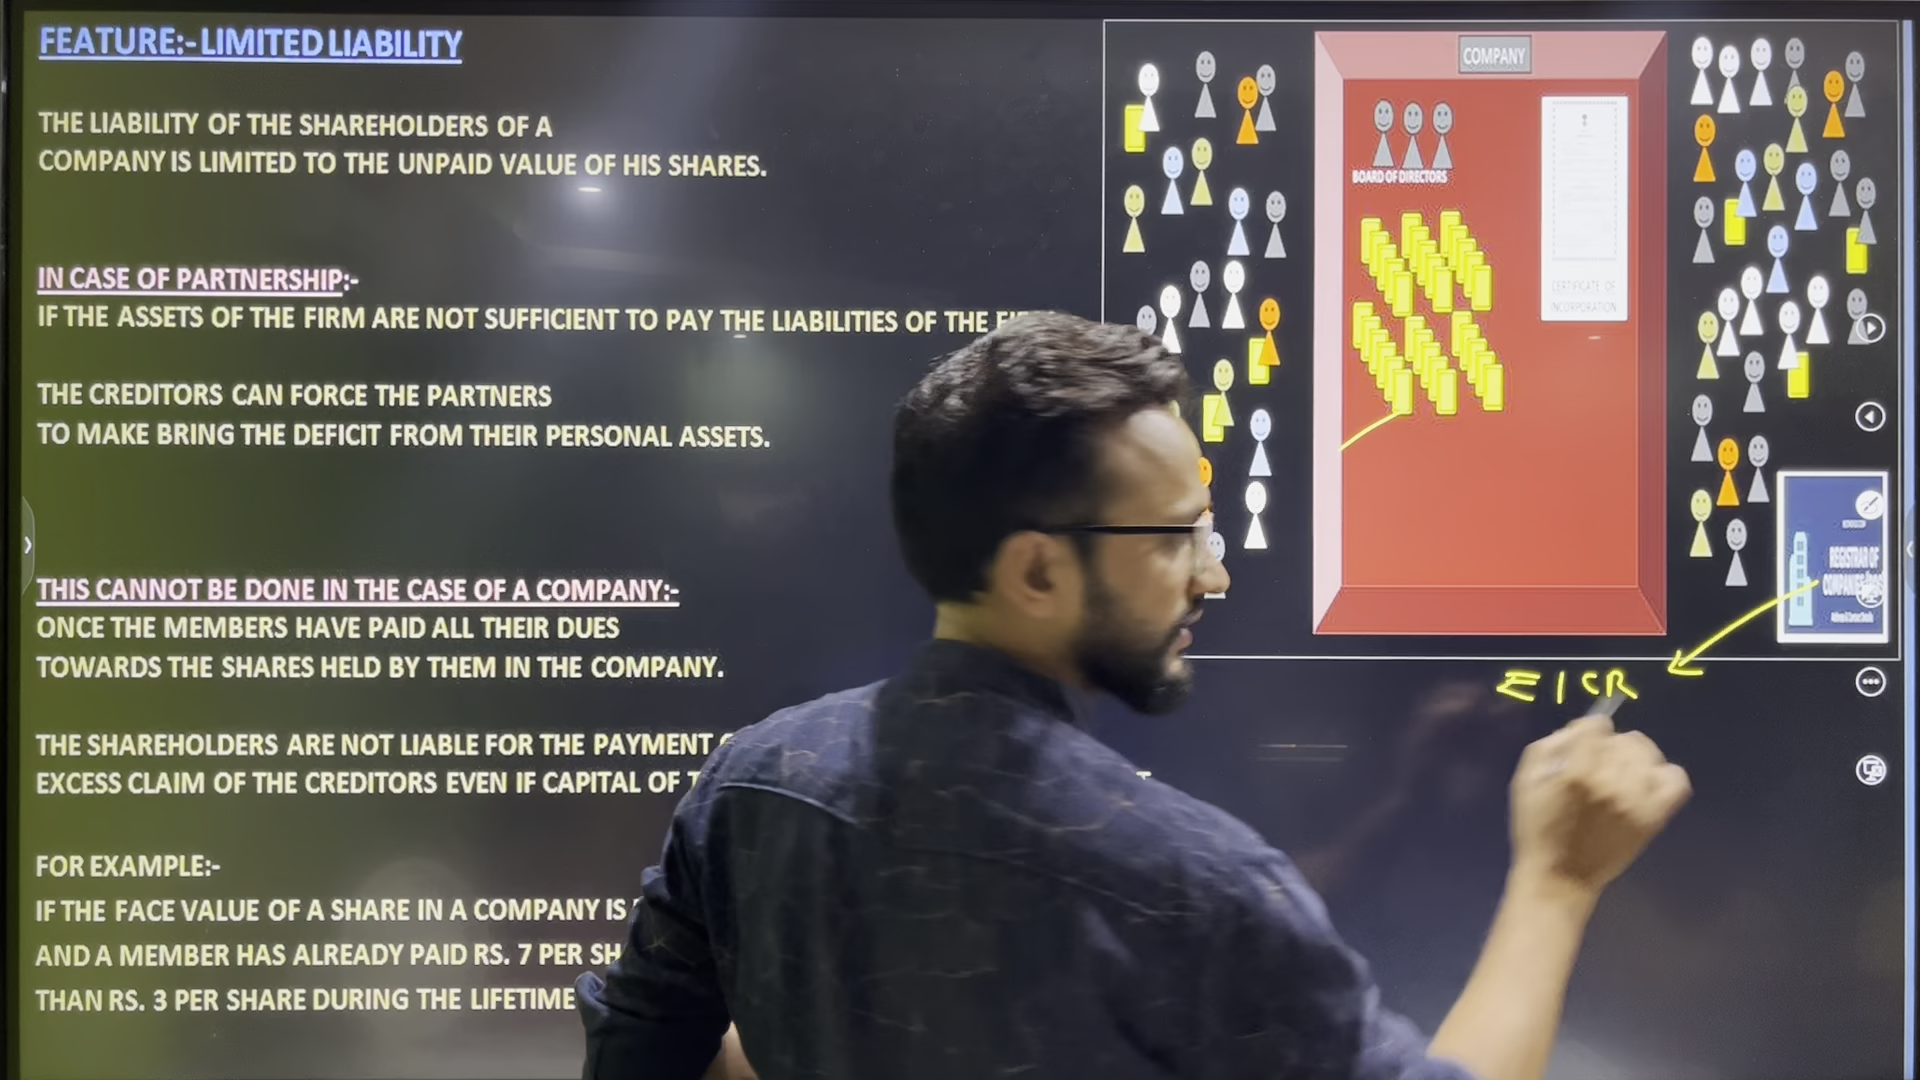 FEATURE:- LIMITED LIABILITY
THE LIABILITY OF THE SHAREHOLDERS OF A
COMPANY IS LIMITED TO THE UNPAID VALUE OF HIS SHARES.
IN CASE OF PARTNERSHIP:-
IF THE ASSETS OF THE FIRM ARE NOT SUFFICIENT TO PAY THE LIABILITIES OF THE
THE CREDITORS CAN FORCE THE PARTNERS
TO MAKE BRING THE DEFICIT FROM THEIR PERSONAL ASSETS.
THIS CANNOT BE DONE IN THE CASE OF A COMPANY:-
ONCE THE MEMBERS HAVE PAID ALL THEIR DUES
TOWARDS THE SHARES HELD BY THEM IN THE COMPANY.
THE SHAREHOLDERS ARE NOT LIABLE FOR THE PAYMENT
EXCESS CLAIM OF THE CREDITORS EVEN IF CAPITAL OF
FOR EXAMPLE:-
IF THE FACE VALUE OF A SHARE IN A COMPANY IS
AND A MEMBER HAS ALREADY PAID RS. 7 PER
THAN RS. 3 PER SHARE DURING THE LIFETIME
COMPANY
BOARD OF DIRECTORS
CERTIFICATE OF
INCORPORATION
REGISTRAR OF
COMPANIES
E I CR